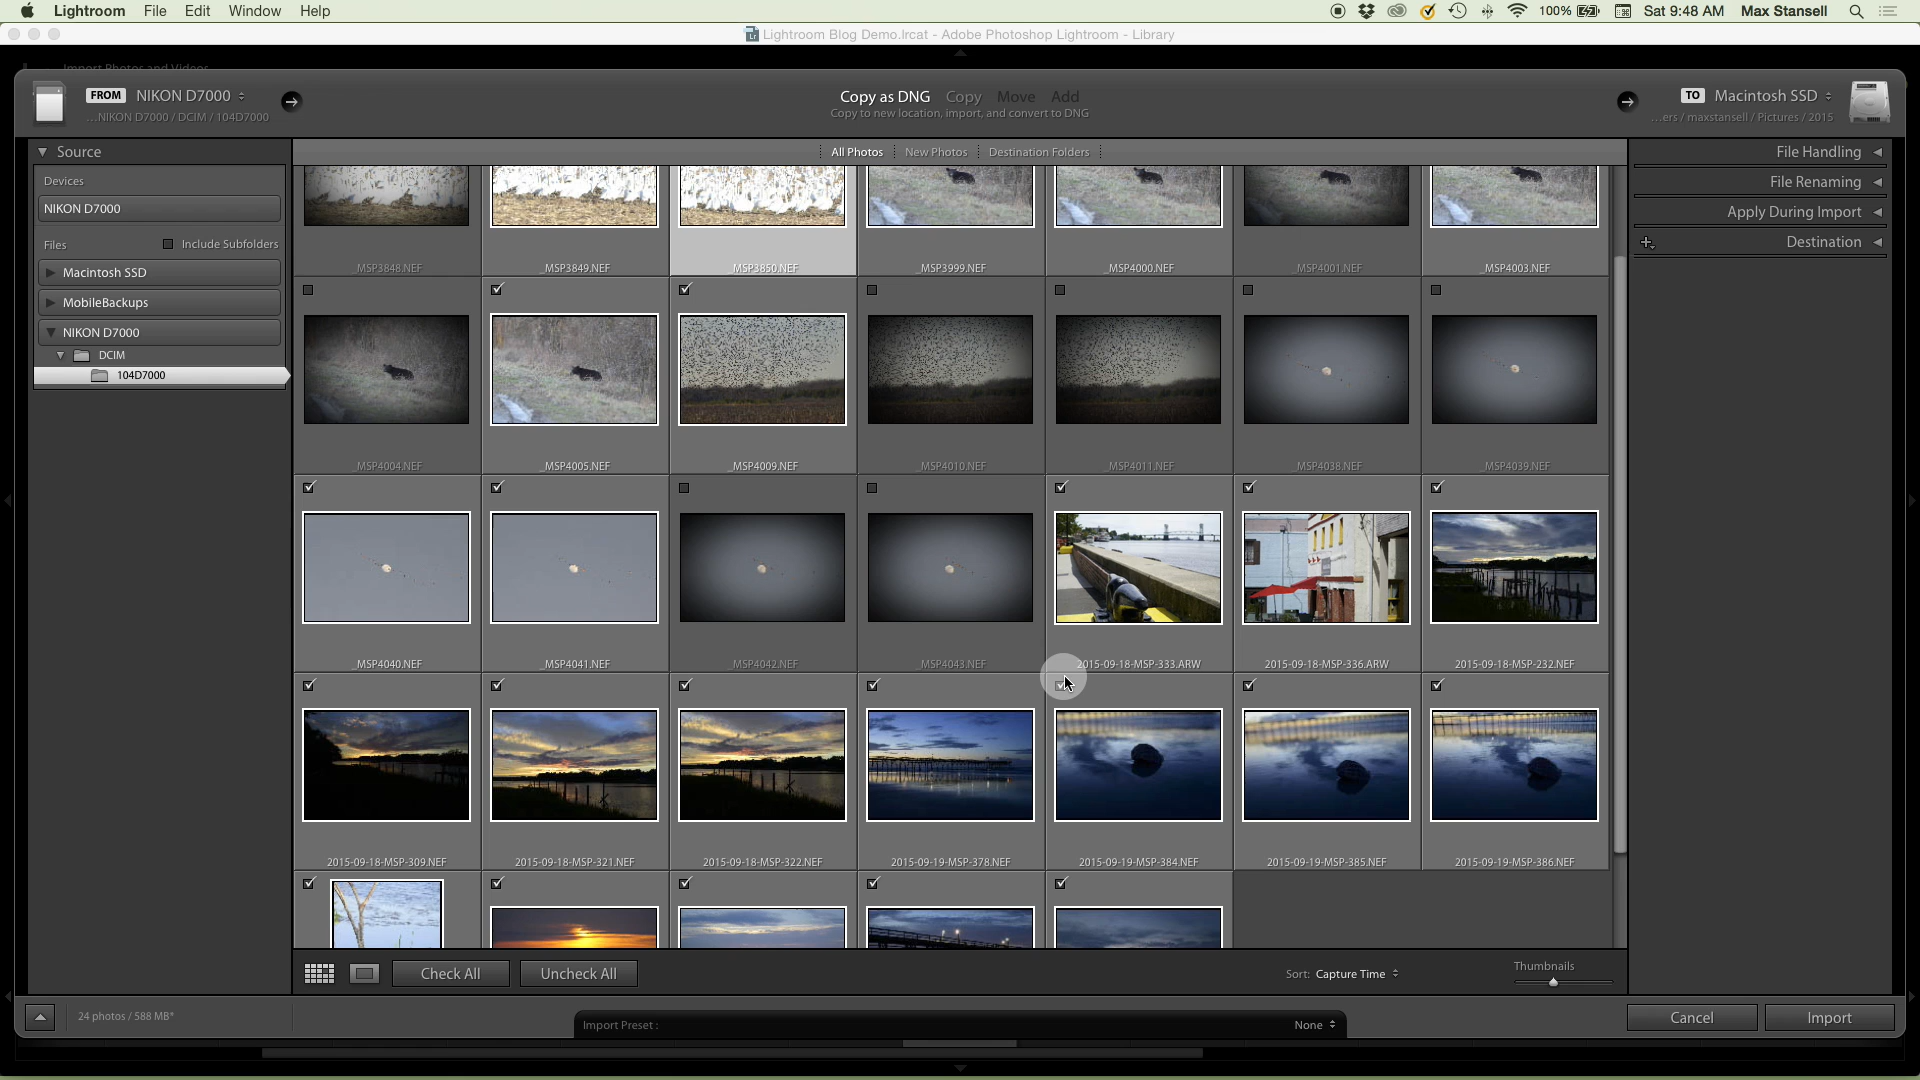 Lightroom File Edit Window Help 100% Sat 9:48 AM Max Stansell
Lightroom Blog Demo.lrcat - Adobe Photoshop Lightroom - Library
Import Photos and Videos
FROM NIKON D7000 Copy as DNG Copy Move Add TO Macintosh SSD
...NIKON D7000 / DCIM / 104D7000 Copy to new location, import, and convert to DNG ...ers / maxstansell / Pictures / 2015
Source
All Photos New Photos Destination Folders
File Handling
Devices
File Renaming
NIKON D7000
Apply During Import
Files Include Subfolders
Destination
Macintosh SSD
MobileBackups
NIKON D7000
DCIM
104D7000
_MSP3848.NEF _MSP3849.NEF _MSP3850.NEF _MSP3999.NEF _MSP4000.NEF _MSP4001.NEF _MSP4003.NEF
_MSP4004.NEF _MSP4005.NEF _MSP4009.NEF _MSP4010.NEF _MSP4011.NEF _MSP4038.NEF _MSP4039.NEF
_MSP4040.NEF _MSP4041.NEF _MSP4042.NEF _MSP4043.NEF 2015-09-18-MSP-333.ARW 2015-09-18-MSP-336.ARW 2015-09-18-MSP-232.NEF
2015-09-18-MSP-309.NEF 2015-09-18-MSP-321.NEF 2015-09-18-MSP-322.NEF 2015-09-19-MSP-378.NEF 2015-09-19-MSP-384.NEF 2015-09-19-MSP-385.NEF 2015-09-19-MSP-386.NEF
Check All Uncheck All Sort: Capture Time Thumbnails
24 photos / 588 MB* Import Preset : None Cancel Import